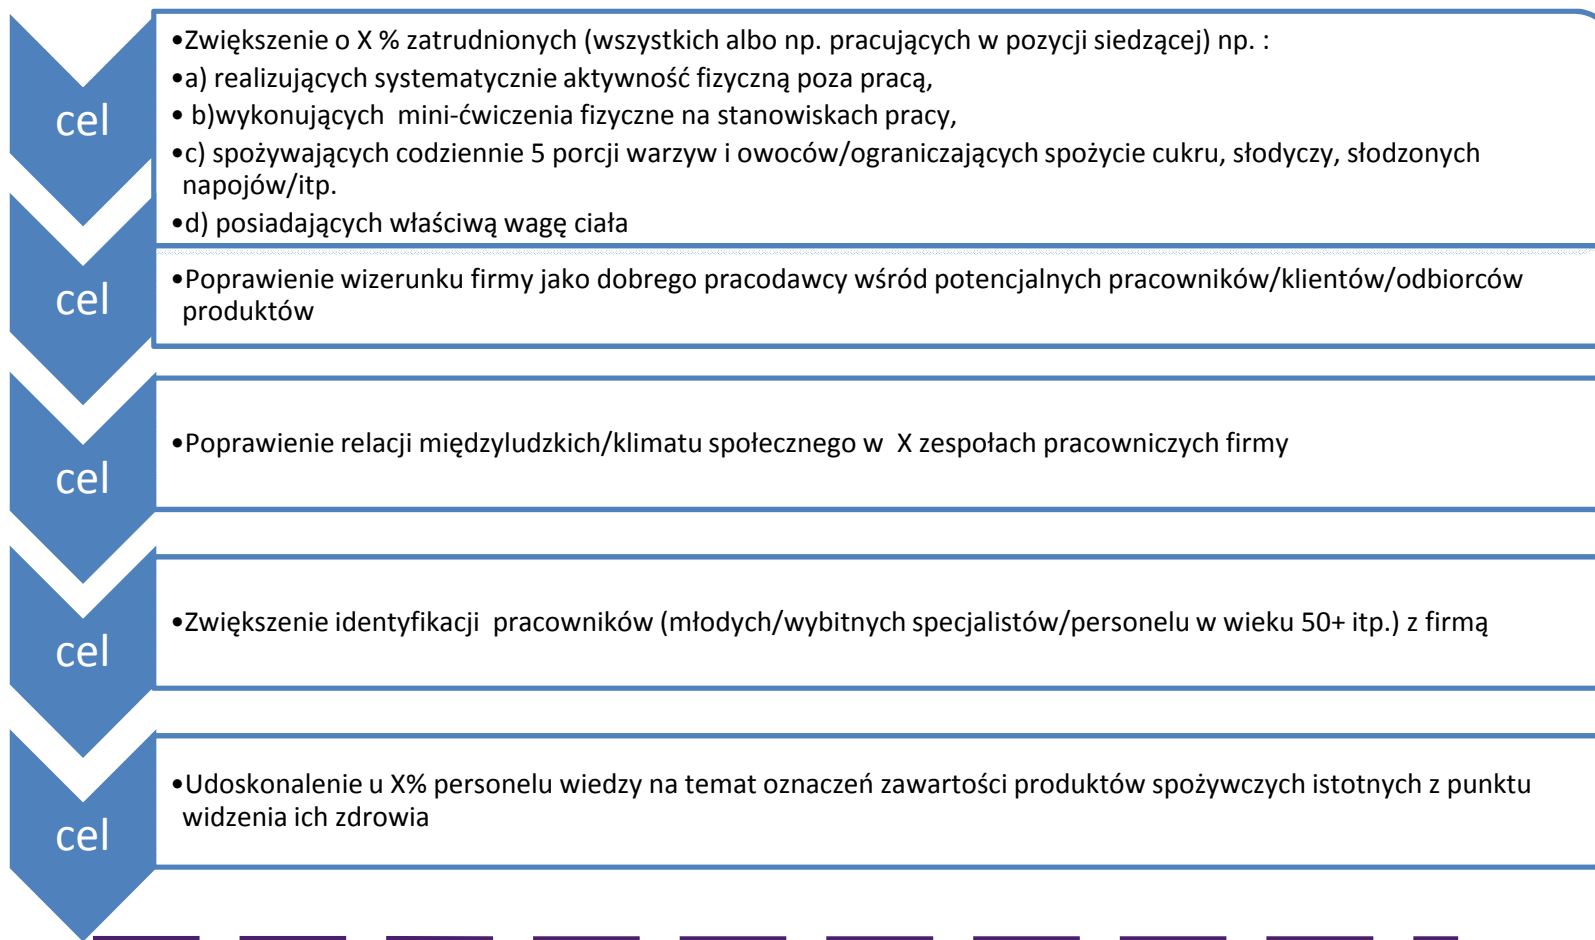 cel
•Zwiększenie o X % zatrudnionych (wszystkich albo np. pracujących w pozycji siedzącej) np. :
•a) realizujących systematycznie aktywność fizyczną poza pracą,
• b)wykonujących mini-ćwiczenia fizyczne na stanowiskach pracy,
•c) spożywających codziennie 5 porcji warzyw i owoców/ograniczających spożycie cukru, słodyczy, słodzonych
napojów/itp.
•d) posiadających właściwą wagę ciała
cel
•Poprawienie wizerunku firmy jako dobrego pracodawcy wśród potencjalnych pracowników/klientów/odbiorców
produktów
cel
•Poprawienie relacji międzyludzkich/klimatu społecznego w X zespołach pracowniczych firmy
cel
•Zwiększenie identyfikacji pracowników (młodych/wybitnych specjalistów/personelu w wieku 50+ itp.) z firmą
cel
•Udoskonalenie u X% personelu wiedzy na temat oznaczeń zawartości produktów spożywczych istotnych z punktu
widzenia ich zdrowia